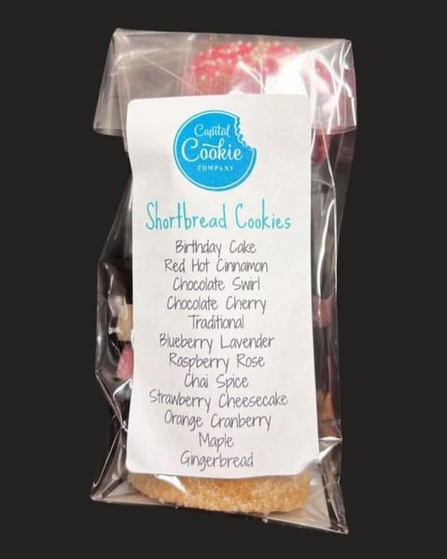 Capital
Cookie
COMPANY
Shortbread Cookies
Birthday Cake
Red Hot Cinnamon
Chocolate Swirl
Chocolate Cherry
Traditional
Blueberry Lavender
Raspberry Rose
Chai Spice
Strawberry Cheesecake
Orange Cranberry
Maple
Gingerbread